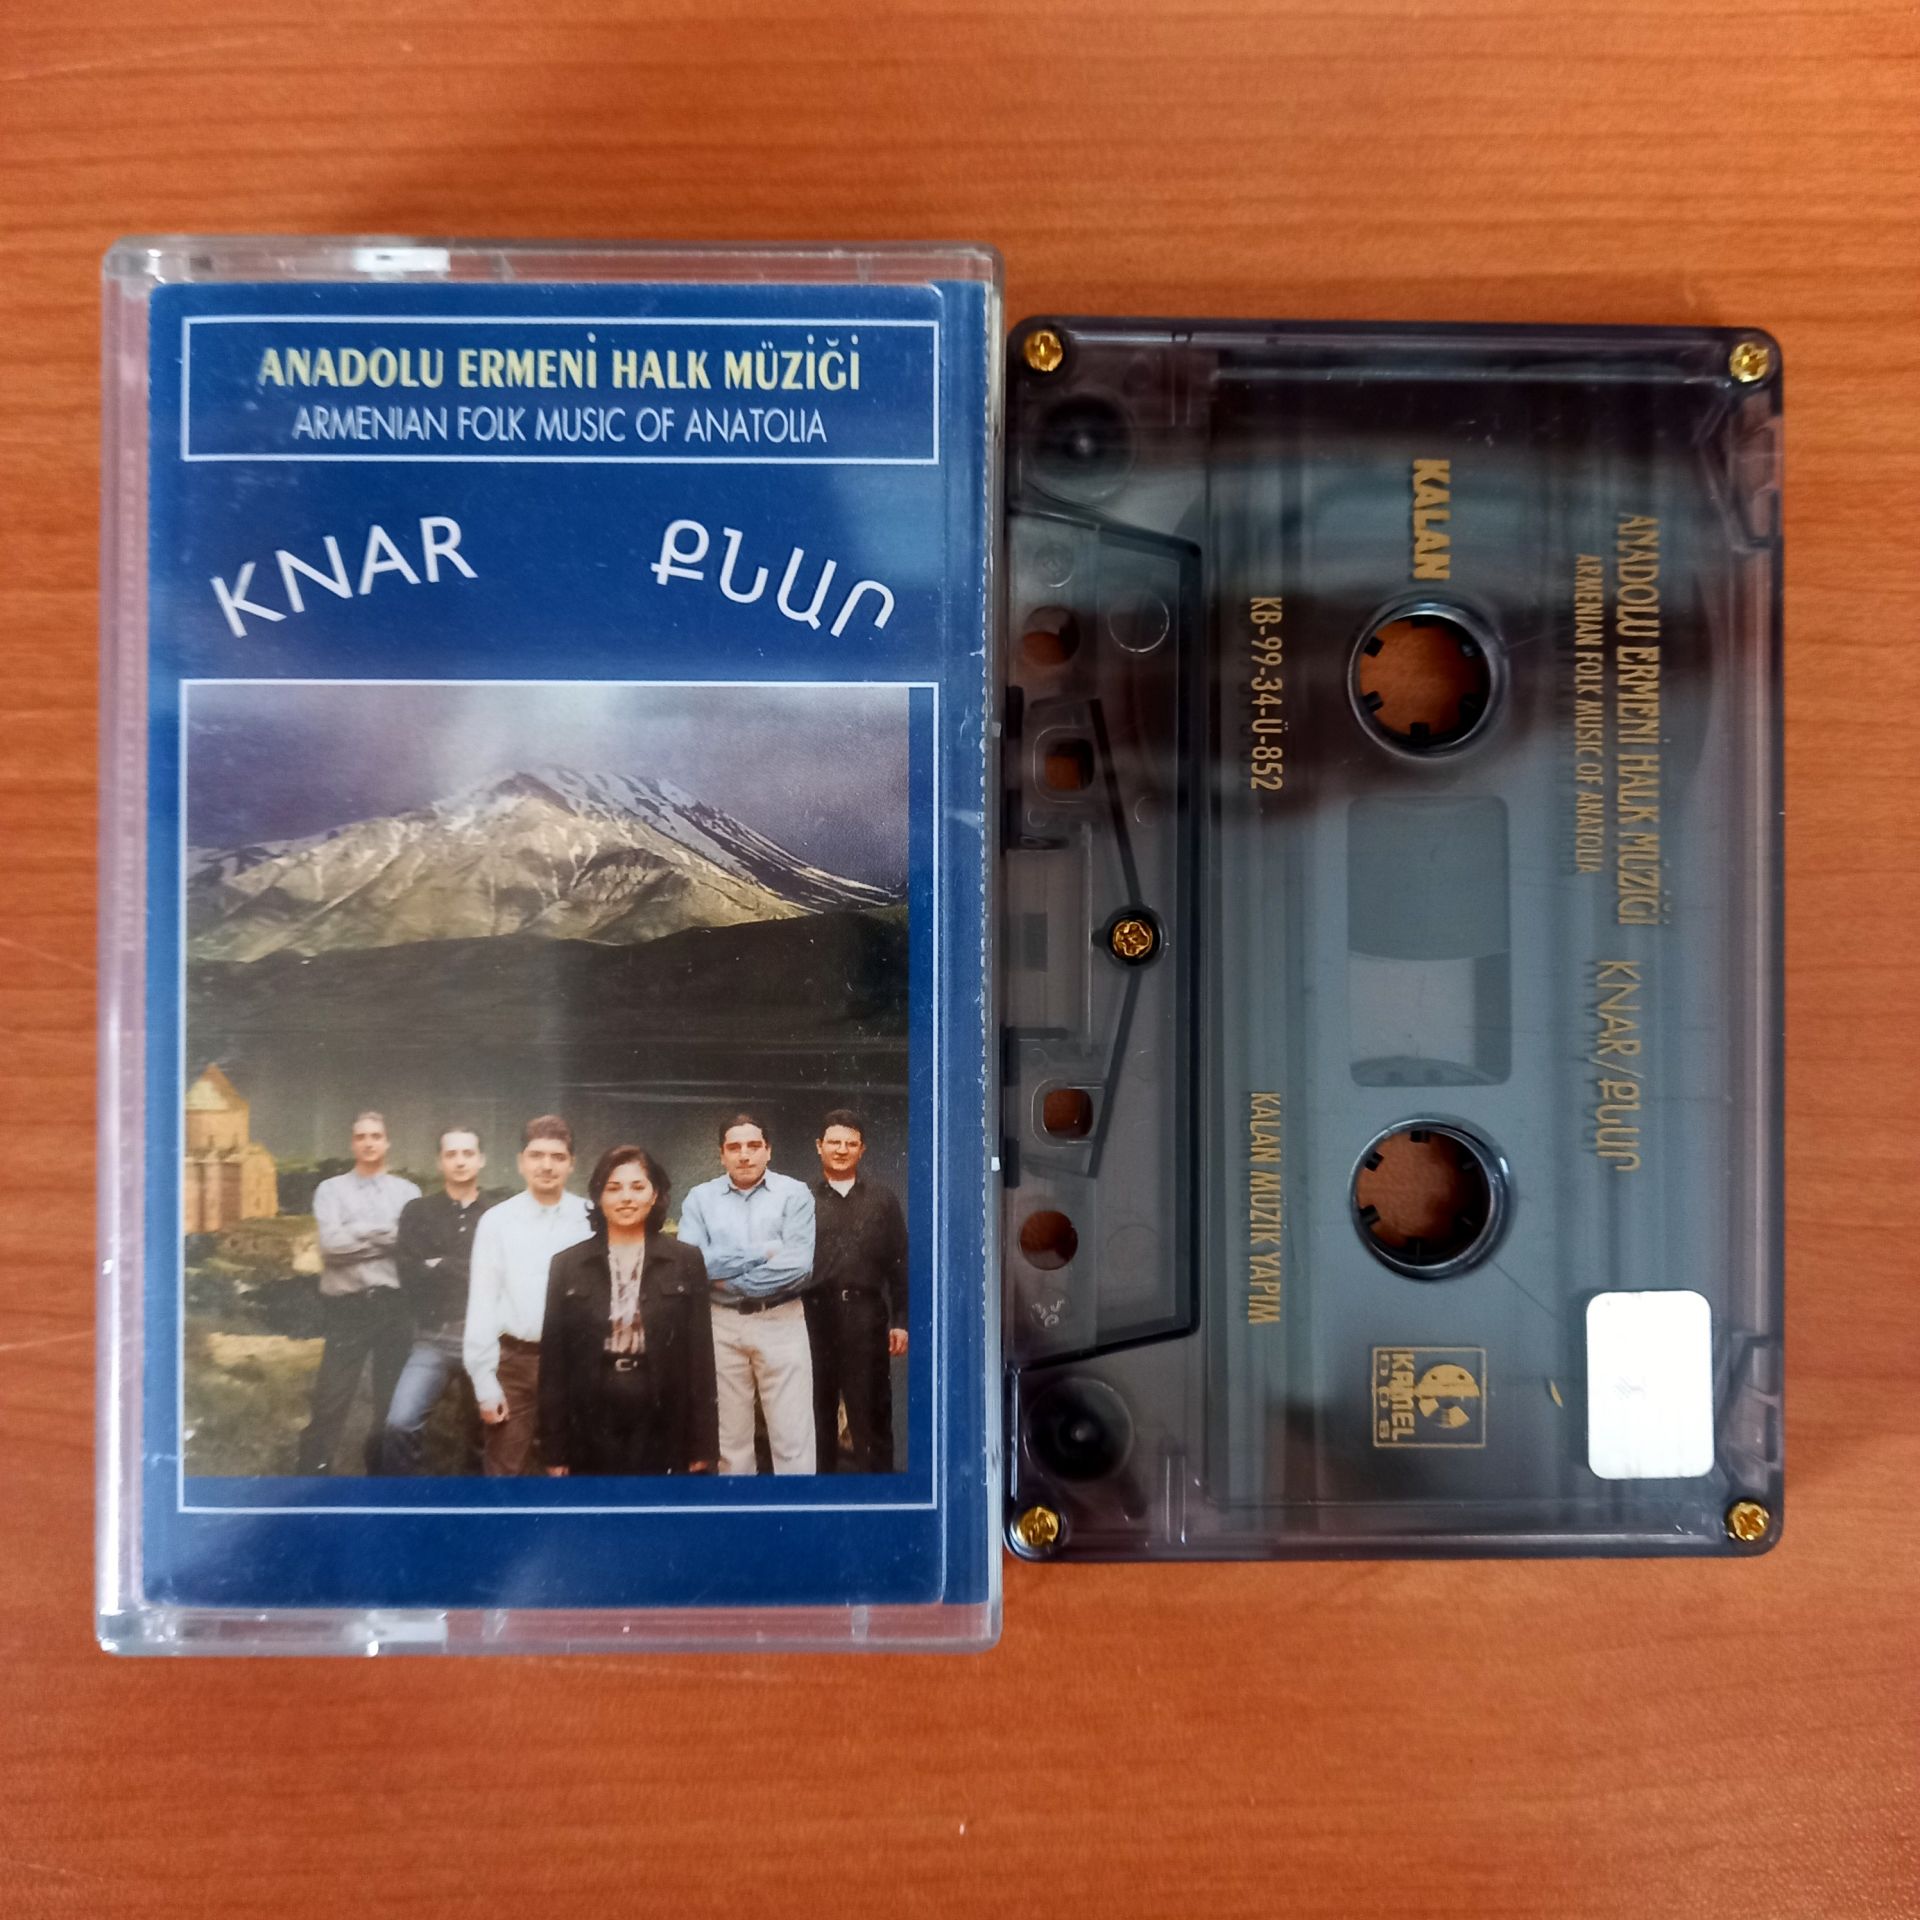 ANADOLU ERMENİ HALK MÜZİĞİ
ARMENIAN FOLK MUSIC OF ANATOLIA
KNAR ՔՆԱՐ
ANADOLU ERMENİ HALK MÜZİĞİ KNAR/ՔՆԱՐ
ARMENIAN FOLK MUSIC OF ANATOLIA
KALAN
KB-99-34-Ü-852
KALAN MÜZİK YAPIM